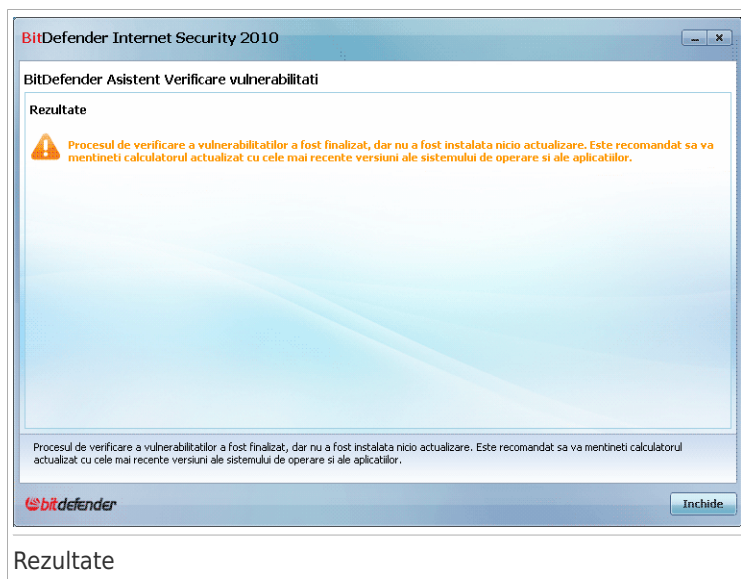 BitDefender Internet Security 2010
BitDefender Asistent Verificare vulnerabilitati
Rezultate
Procesul de verificare a vulnerabilitatilor a fost finalizat, dar nu a fost instalata nicio actualizare. Este recomandat sa va
mentineti calculatorul actualizat cu cele mai recente versiuni ale sistemului de operare si ale aplicatiilor.
Procesul de verificare a vulnerabilitatilor a fost finalizat, dar nu a fost instalata nicio actualizare. Este recomandat sa va mentineti calculatorul
actualizat cu cele mai recente versiuni ale sistemului de operare si ale aplicatiilor.
bitdefender
Inchide
Rezultate